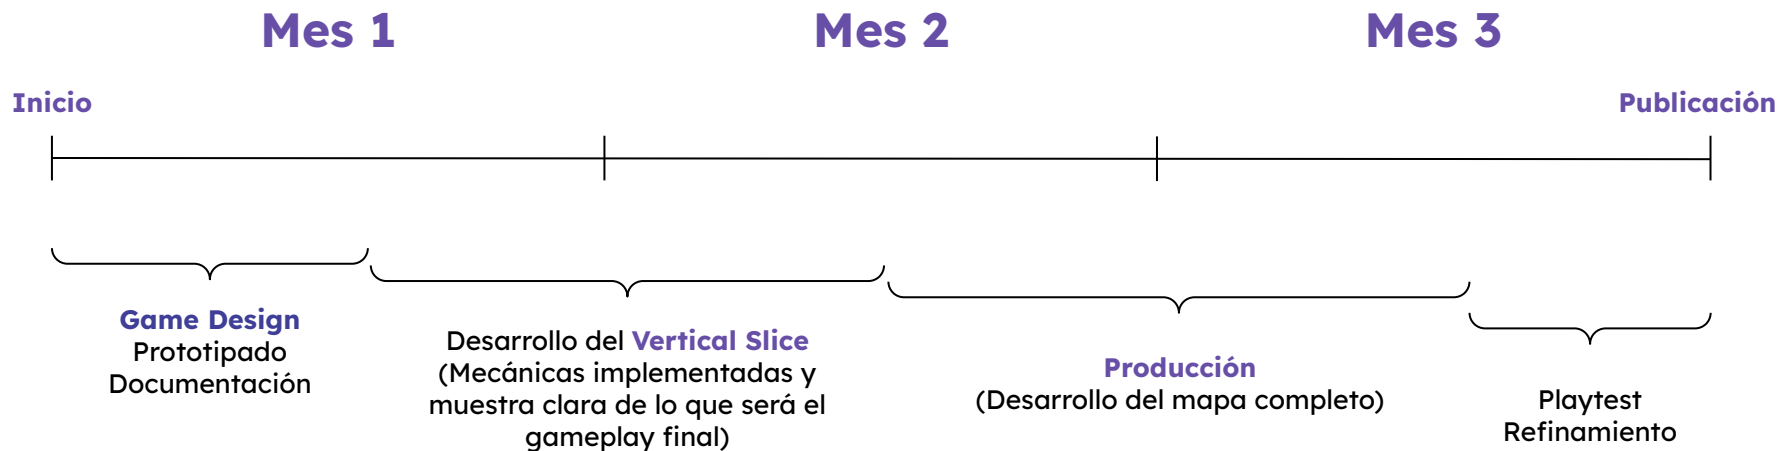 Mes 1
Mes 2
Mes 3
Inicio
Publicación
Game Design
Prototipado
Documentación
Desarrollo del Vertical Slice
(Mecánicas implementadas y
muestra clara de lo que será el
gameplay final)
Producción
(Desarrollo del mapa completo)
Playtest
Refinamiento